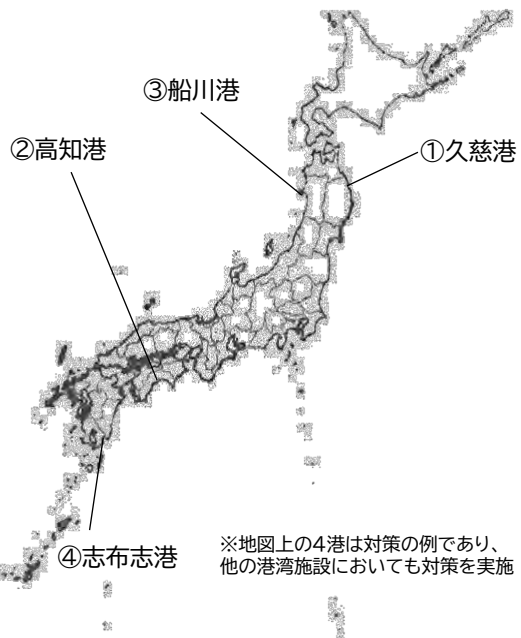 ③船川港
②高知港
①久慈港
④志布志港
※地図上の4港は対策の例であり、
他の港湾施設においても対策を実施